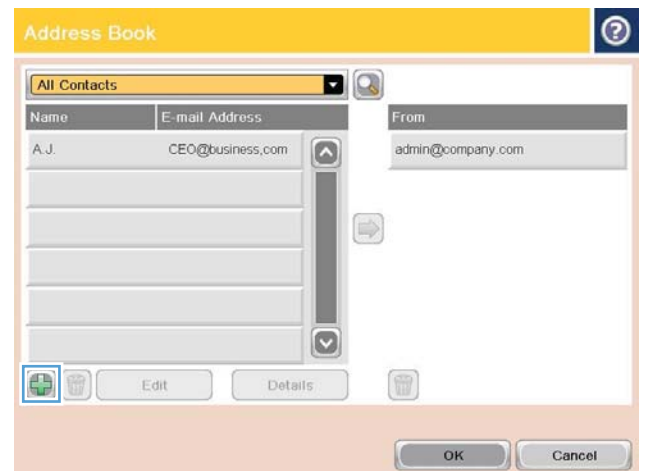 Address Book
?
All Contacts
Name E-mail Address From
A.J. CEO@business,com admin@company.com
Edit Details
OK Cancel